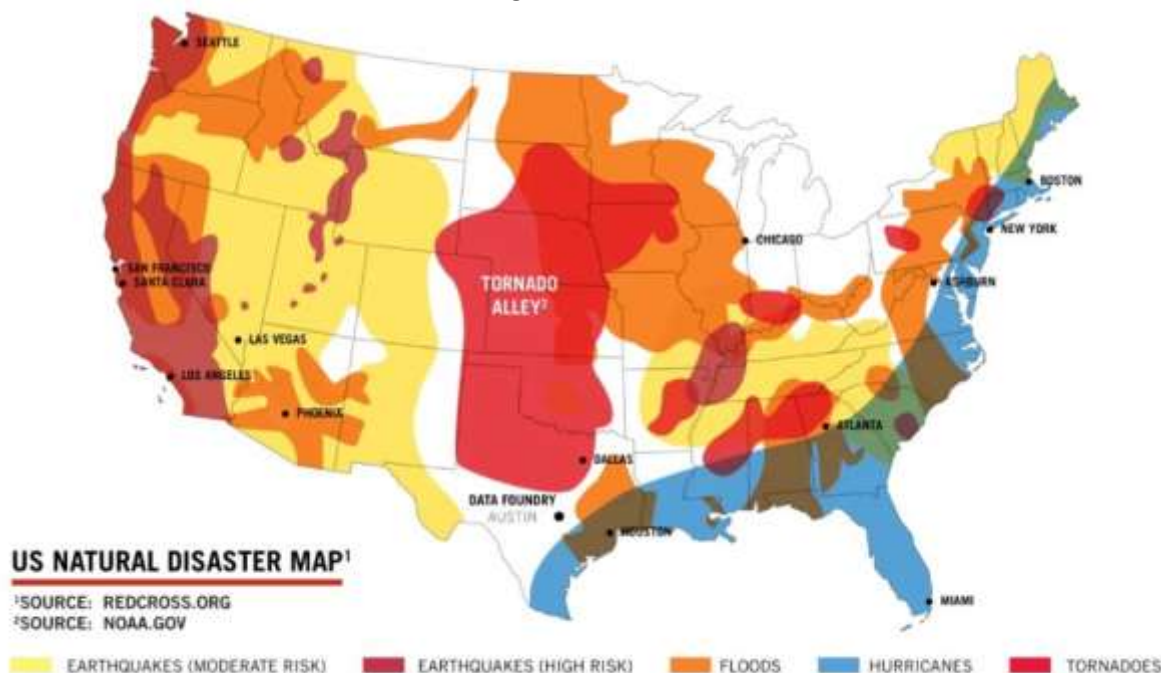 SEATTLE
BOSTON
CHICAGO
NEW YORK
SAN FRANCISCO
SANTA CLARA
TORNADO
ALLEY²
ASHBURN
LAS VEGAS
LOS ANGELES
PHOENIX
ATLANTA
DALLAS
DATA FOUNDRY
AUSTIN
HOUSTON
US NATURAL DISASTER MAP¹
¹SOURCE: REDCROSS.ORG
²SOURCE: NOAA.GOV
MIAMI
EARTHQUAKES (MODERATE RISK) EARTHQUAKES (HIGH RISK) FLOODS HURRICANES TORNADOES